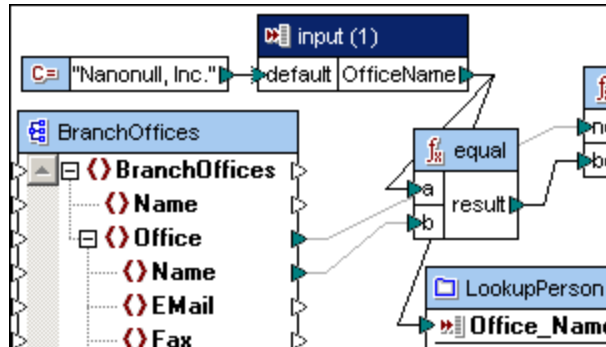 input (1)
C= "Nanonull, Inc." default OfficeName
BranchOffices
equal
BranchOffices
a
Name
result
b
Office
Name
LookupPerson
EMail
Office_Name
Fax